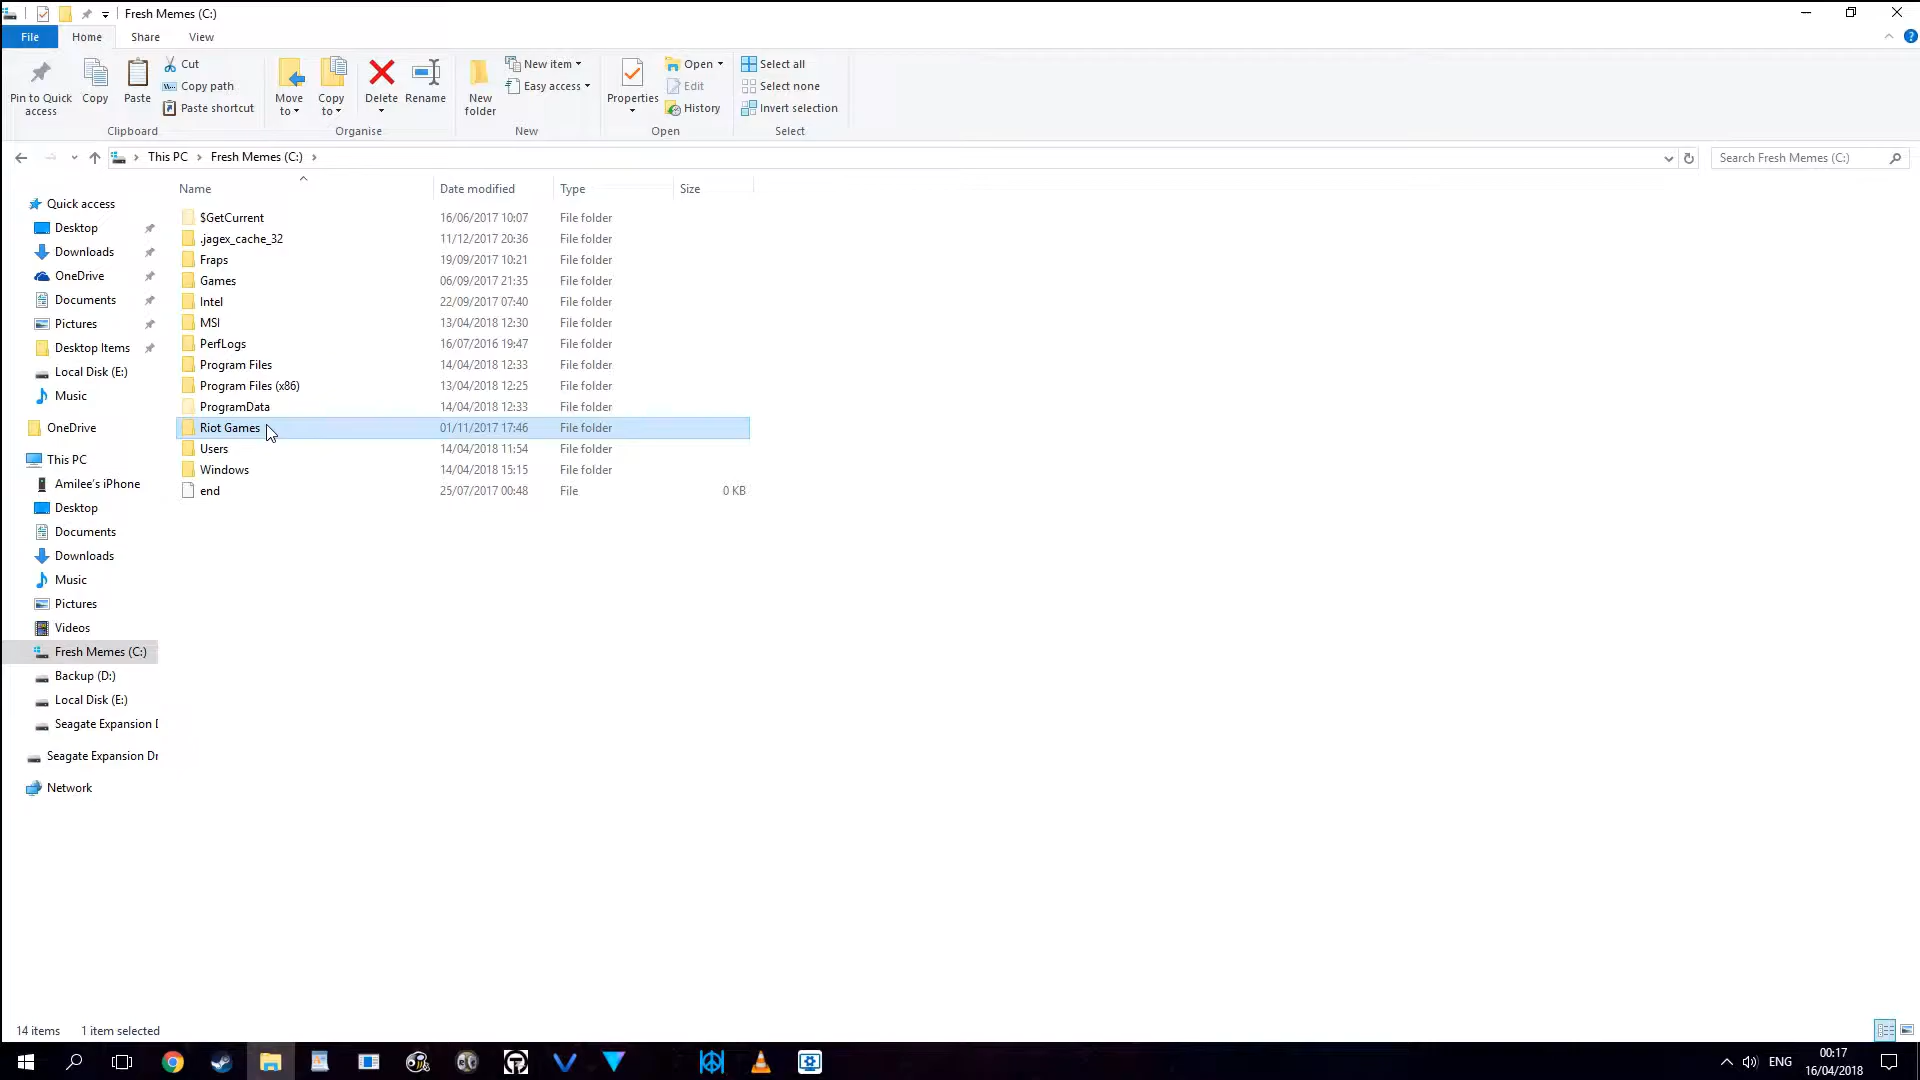 Fresh Memes (C:)
File Home Share View
Pin to Quick access
Copy
Paste
Cut
Copy path
Paste shortcut
Clipboard
Move to
Copy to
Delete
Rename
Organise
New folder
New item
Easy access
New
Properties
Open
Edit
History
Open
Select all
Select none
Invert selection
Select
This PC Fresh Memes (C:)
Search Fresh Memes (C:)
Name Date modified Type Size
$GetCurrent 16/06/2017 10:07 File folder
.jagex_cache_32 11/12/2017 20:36 File folder
Fraps 19/09/2017 10:21 File folder
Games 06/09/2017 21:35 File folder
Intel 22/09/2017 07:40 File folder
MSI 13/04/2018 12:30 File folder
PerfLogs 16/07/2016 19:47 File folder
Program Files 14/04/2018 12:33 File folder
Program Files (x86) 13/04/2018 12:25 File folder
ProgramData 14/04/2018 12:33 File folder
Riot Games 01/11/2017 17:46 File folder
Users 14/04/2018 11:54 File folder
Windows 14/04/2018 15:15 File folder
end 25/07/2017 00:48 File 0 KB
Quick access
Desktop
Downloads
OneDrive
Documents
Pictures
Desktop Items
Local Disk (E:)
Music
OneDrive
This PC
Amilee's iPhone
Desktop
Documents
Downloads
Music
Pictures
Videos
Fresh Memes (C:)
Backup (D:)
Local Disk (E:)
Seagate Expansion D
Seagate Expansion Dr
Network
14 items 1 item selected
ENG
00:17
16/04/2018